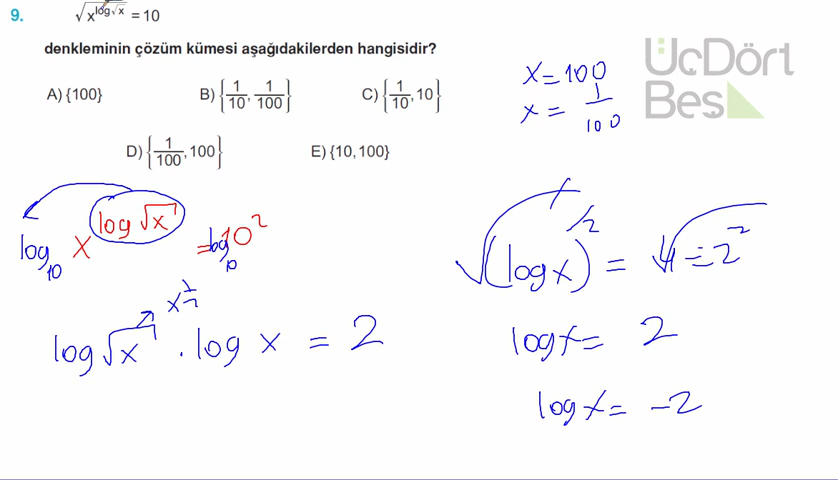 9. √(x^(log√x)) = 10
denkleminin çözüm kümesi aşağıdakilerden hangisidir?
A) {100} B) {1/10, 1/100} C) {1/10, 10}
D) {1/100, 100} E) {10, 100}
x = 100
x = 1/100
ÜçDört
Beş
log₁₀ x^(log √x) = log₁₀ 10²
x^(1/2)
log √x . log x = 2
√(log x)² = √4 = 2²
log x = 2
log x = -2